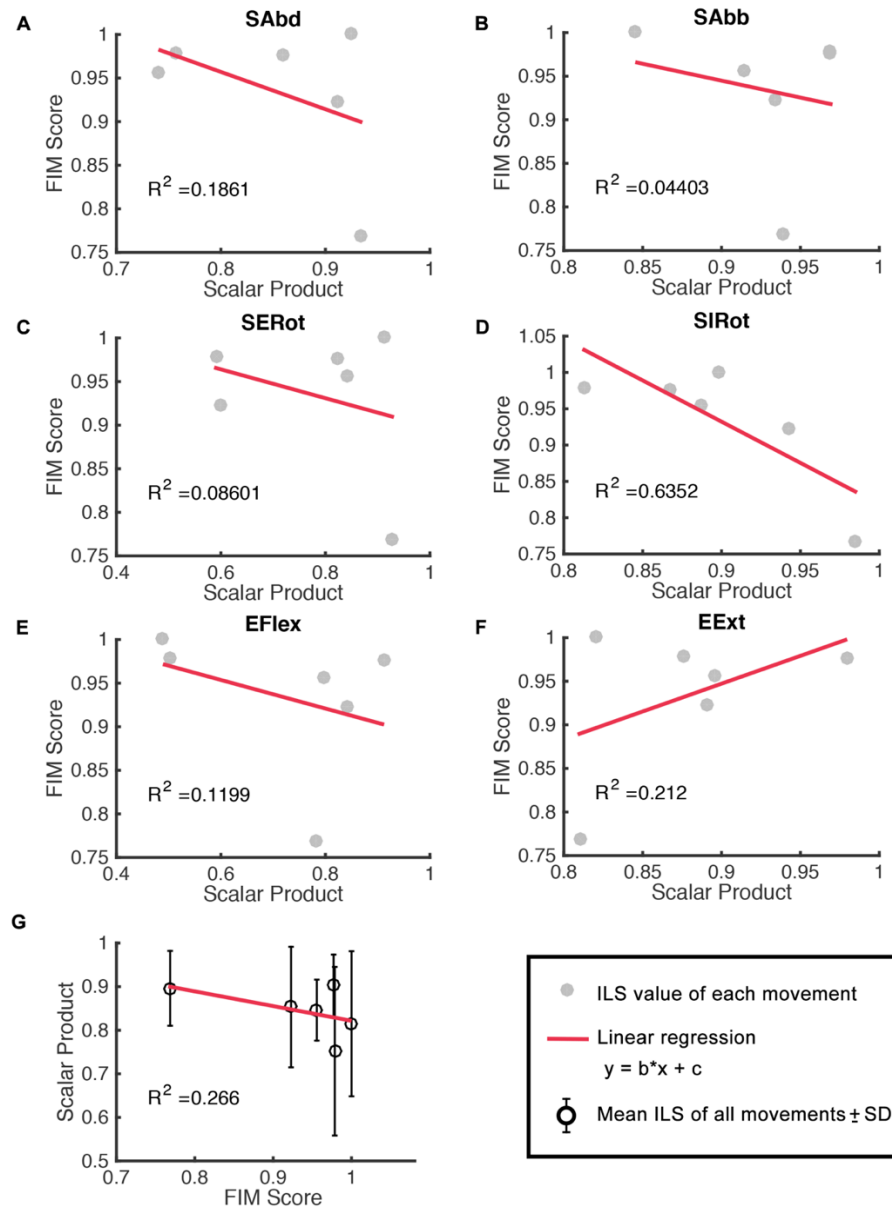 A
SAbd
1
0.95
0.9
0.85
0.8
0.75
FIM Score
R² =0.1861
0.7 0.8 0.9 1
Scalar Product
B
SAbb
1
0.95
0.9
0.85
0.8
0.75
FIM Score
R² =0.04403
0.8 0.85 0.9 0.95 1
Scalar Product
C
SERot
1
0.95
0.9
0.85
0.8
0.75
FIM Score
R² =0.08601
0.4 0.6 0.8 1
Scalar Product
D
SIRot
1.05
1
0.95
0.9
0.85
0.8
0.75
FIM Score
R² =0.6352
0.8 0.85 0.9 0.95 1
Scalar Product
E
EFlex
1
0.95
0.9
0.85
0.8
0.75
FIM Score
R² =0.1199
0.4 0.6 0.8 1
Scalar Product
F
EExt
1
0.95
0.9
0.85
0.8
0.75
FIM Score
R² =0.212
0.8 0.85 0.9 0.95 1
Scalar Product
G
1
0.9
0.8
0.7
0.6
0.5
Scalar Product
R² =0.266
0.7 0.8 0.9 1
FIM Score
ILS value of each movement
Linear regression
y = b*x + c
Mean ILS of all movements ± SD